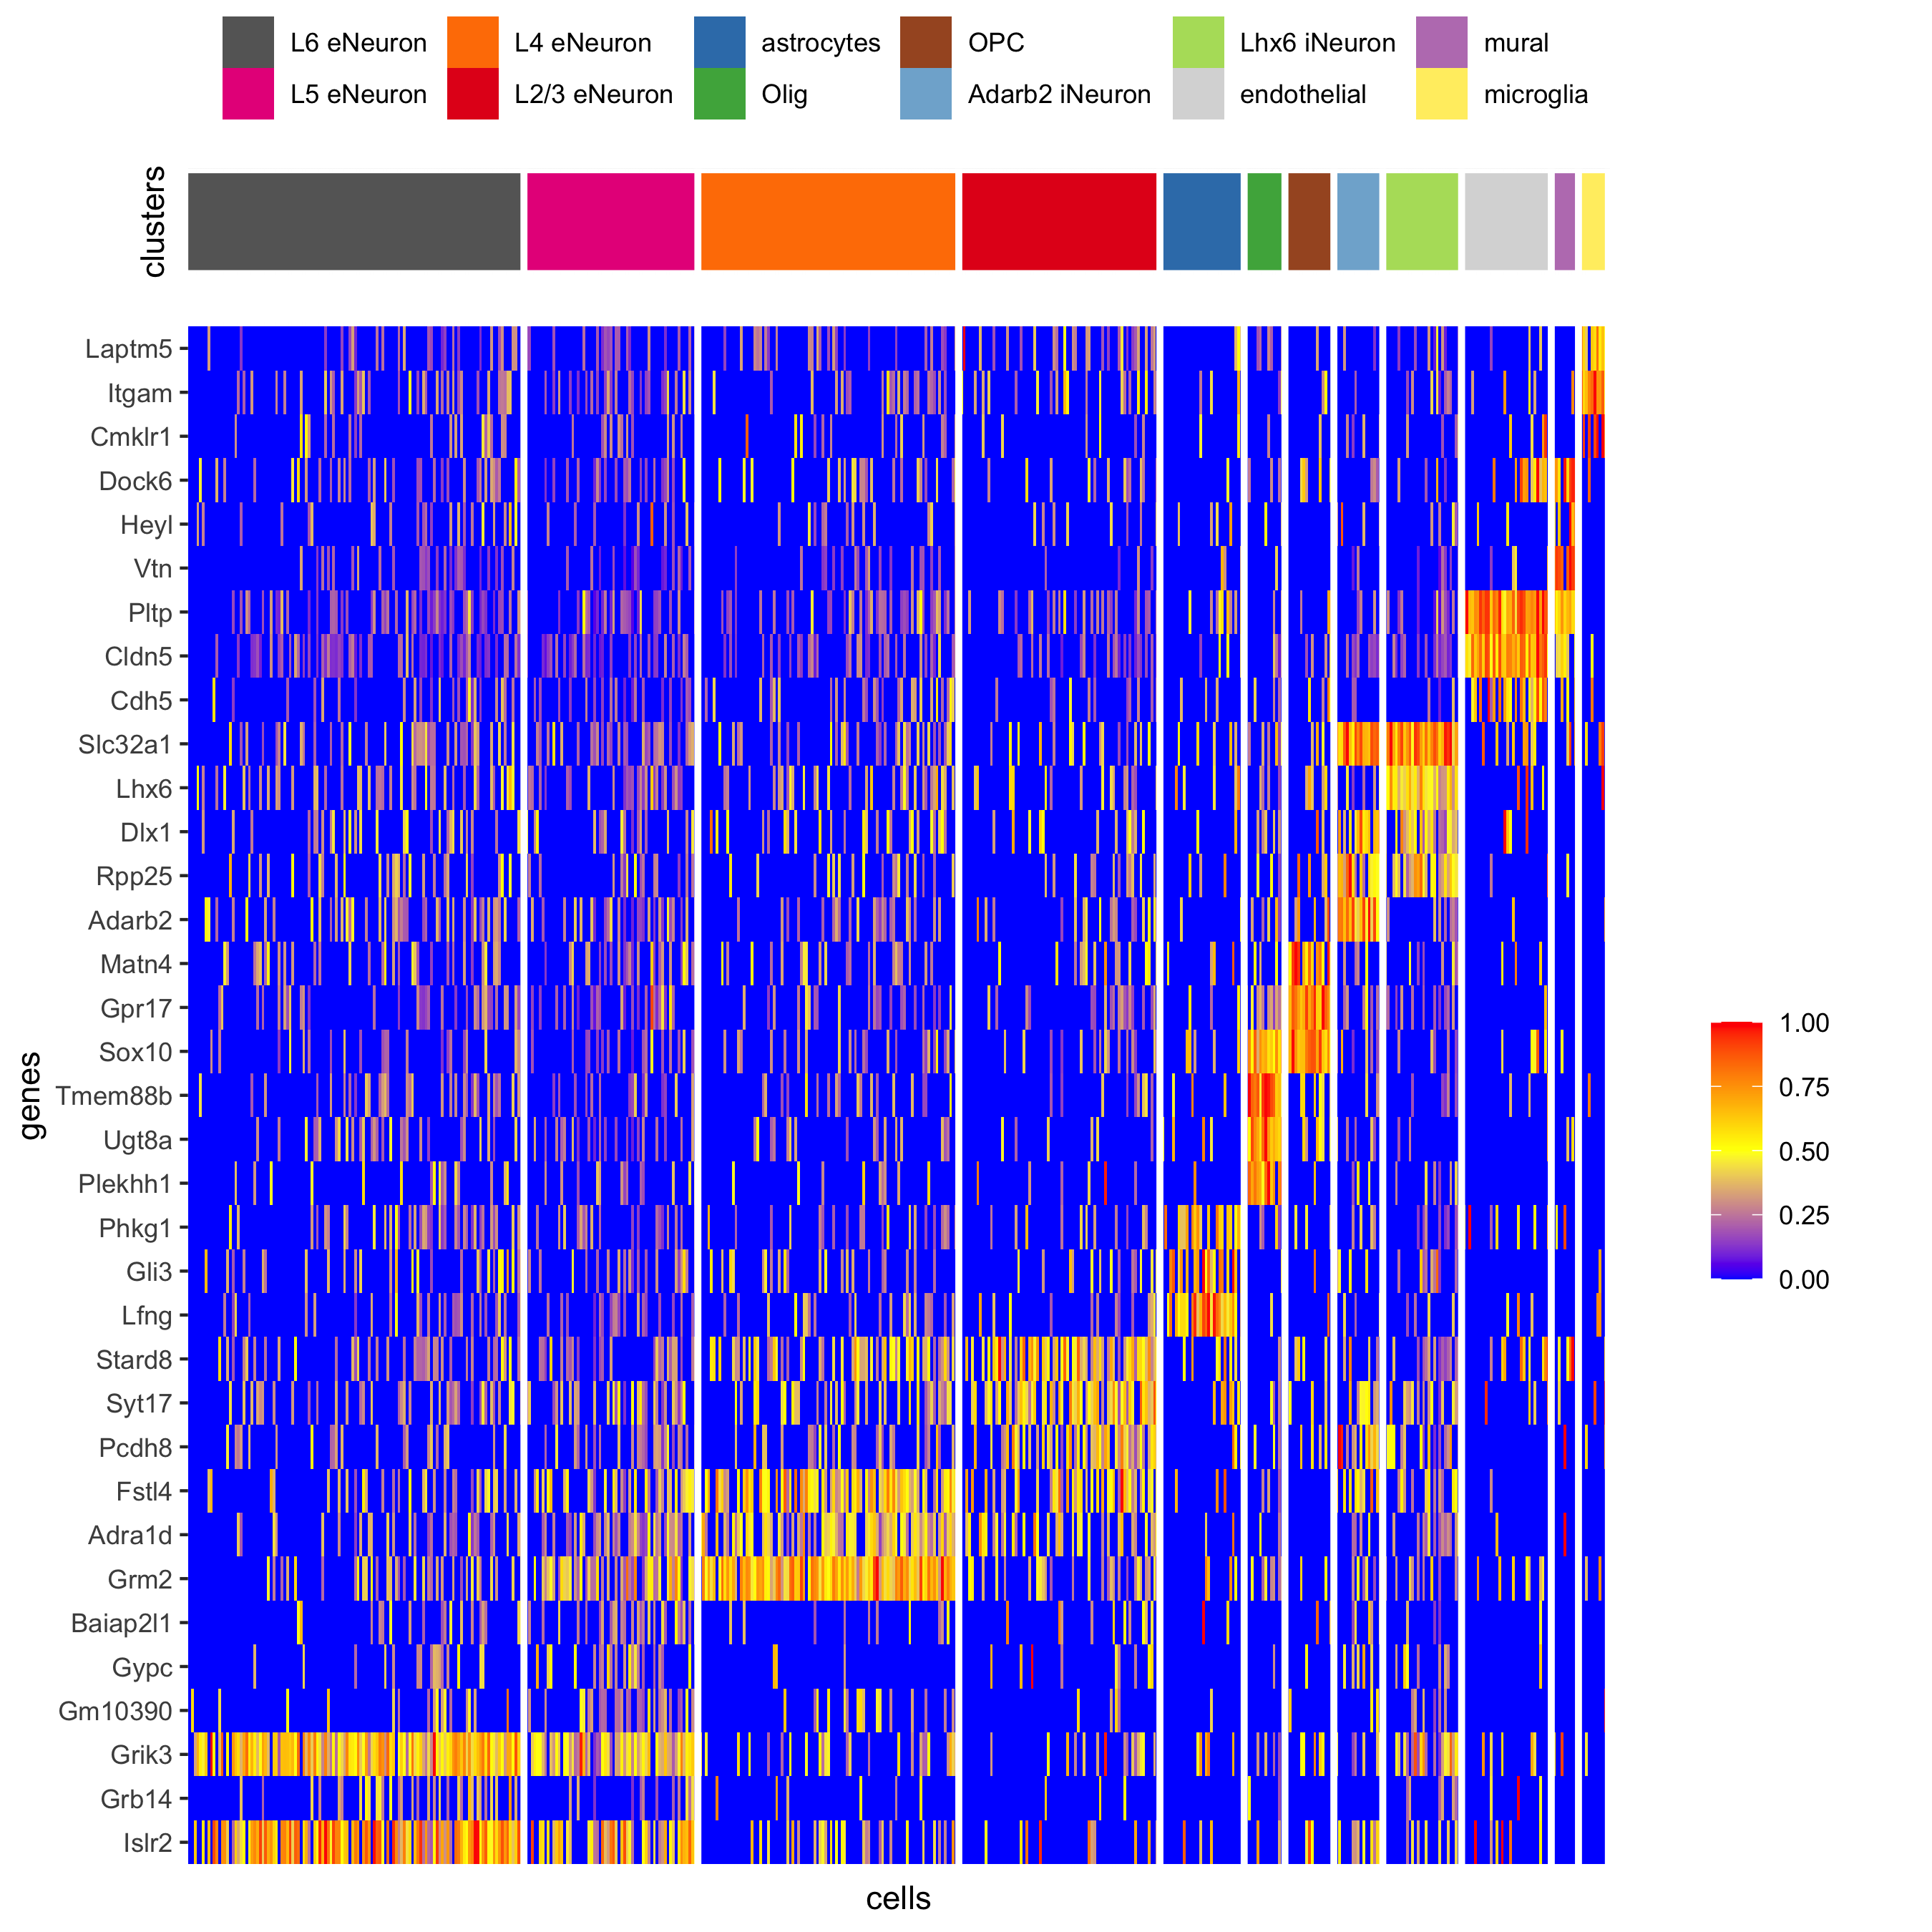 L6 eNeuron L4 eNeuron astrocytes OPC Lhx6 iNeuron mural
L5 eNeuron L2/3 eNeuron Olig Adarb2 iNeuron endothelial microglia
clusters
Laptm5
Itgam
Cmklr1
Dock6
Heyl
Vtn
Pltp
Cldn5
Cdh5
Slc32a1
Lhx6
Dlx1
Rpp25
Adarb2
Matn4
Gpr17
Sox10
Tmem88b
Ugt8a
Plekhh1
Phkg1
Gli3
Lfng
Stard8
Syt17
Pcdh8
Fstl4
Adra1d
Grm2
Baiap2l1
Gypc
Gm10390
Grik3
Grb14
Islr2
genes
cells
1.00
0.75
0.50
0.25
0.00